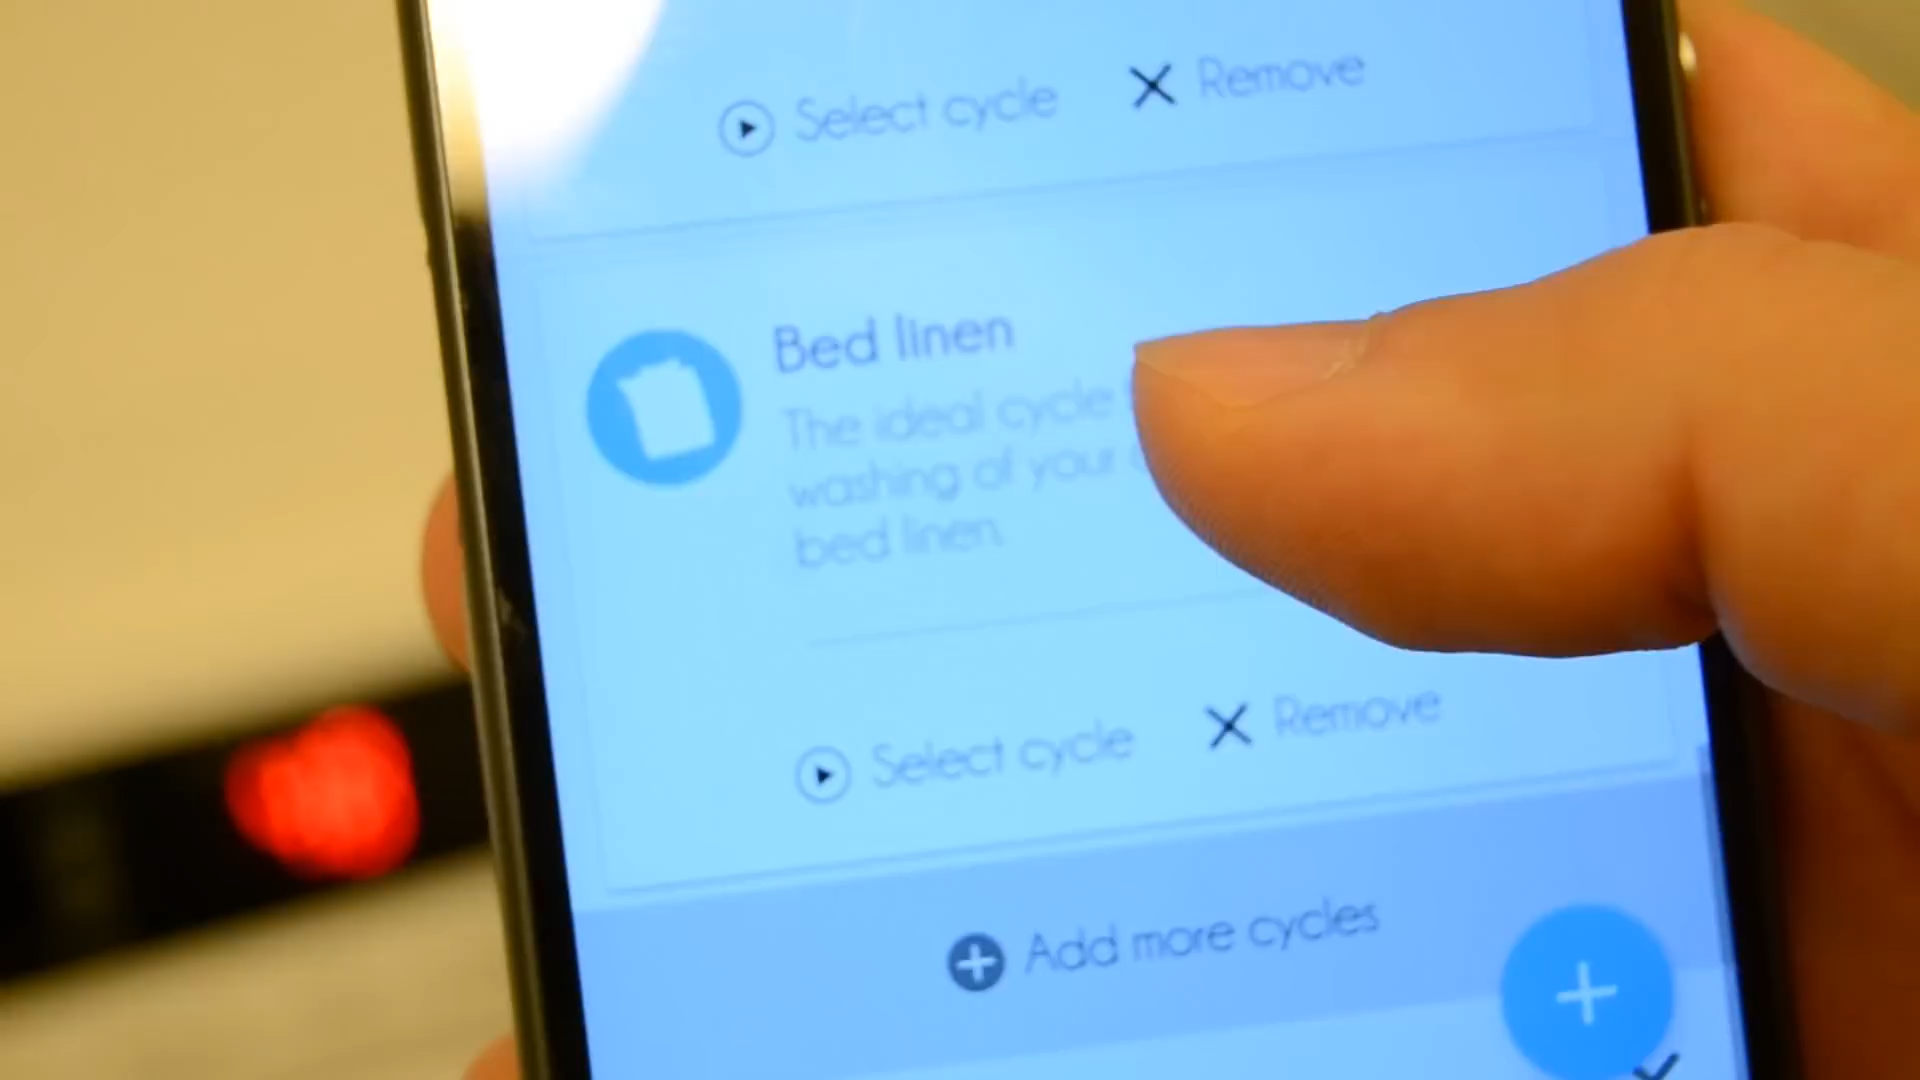 Select cycle Remove
Bed linen
The ideal cycle
washing of your
bed linen.
Select cycle Remove
Add more cycles